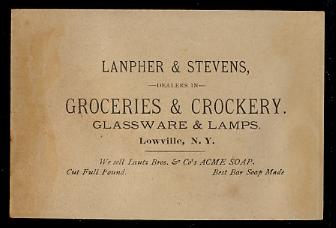 LANPHER & STEVENS,
—DEALERS IN—
GROCERIES & CROCKERY.
GLASSWARE & LAMPS.
Lowville, N. Y.
We sell Lautz Bros. & Co's ACME SOAP.
Cut Full Pound. Best Bar Soap Made